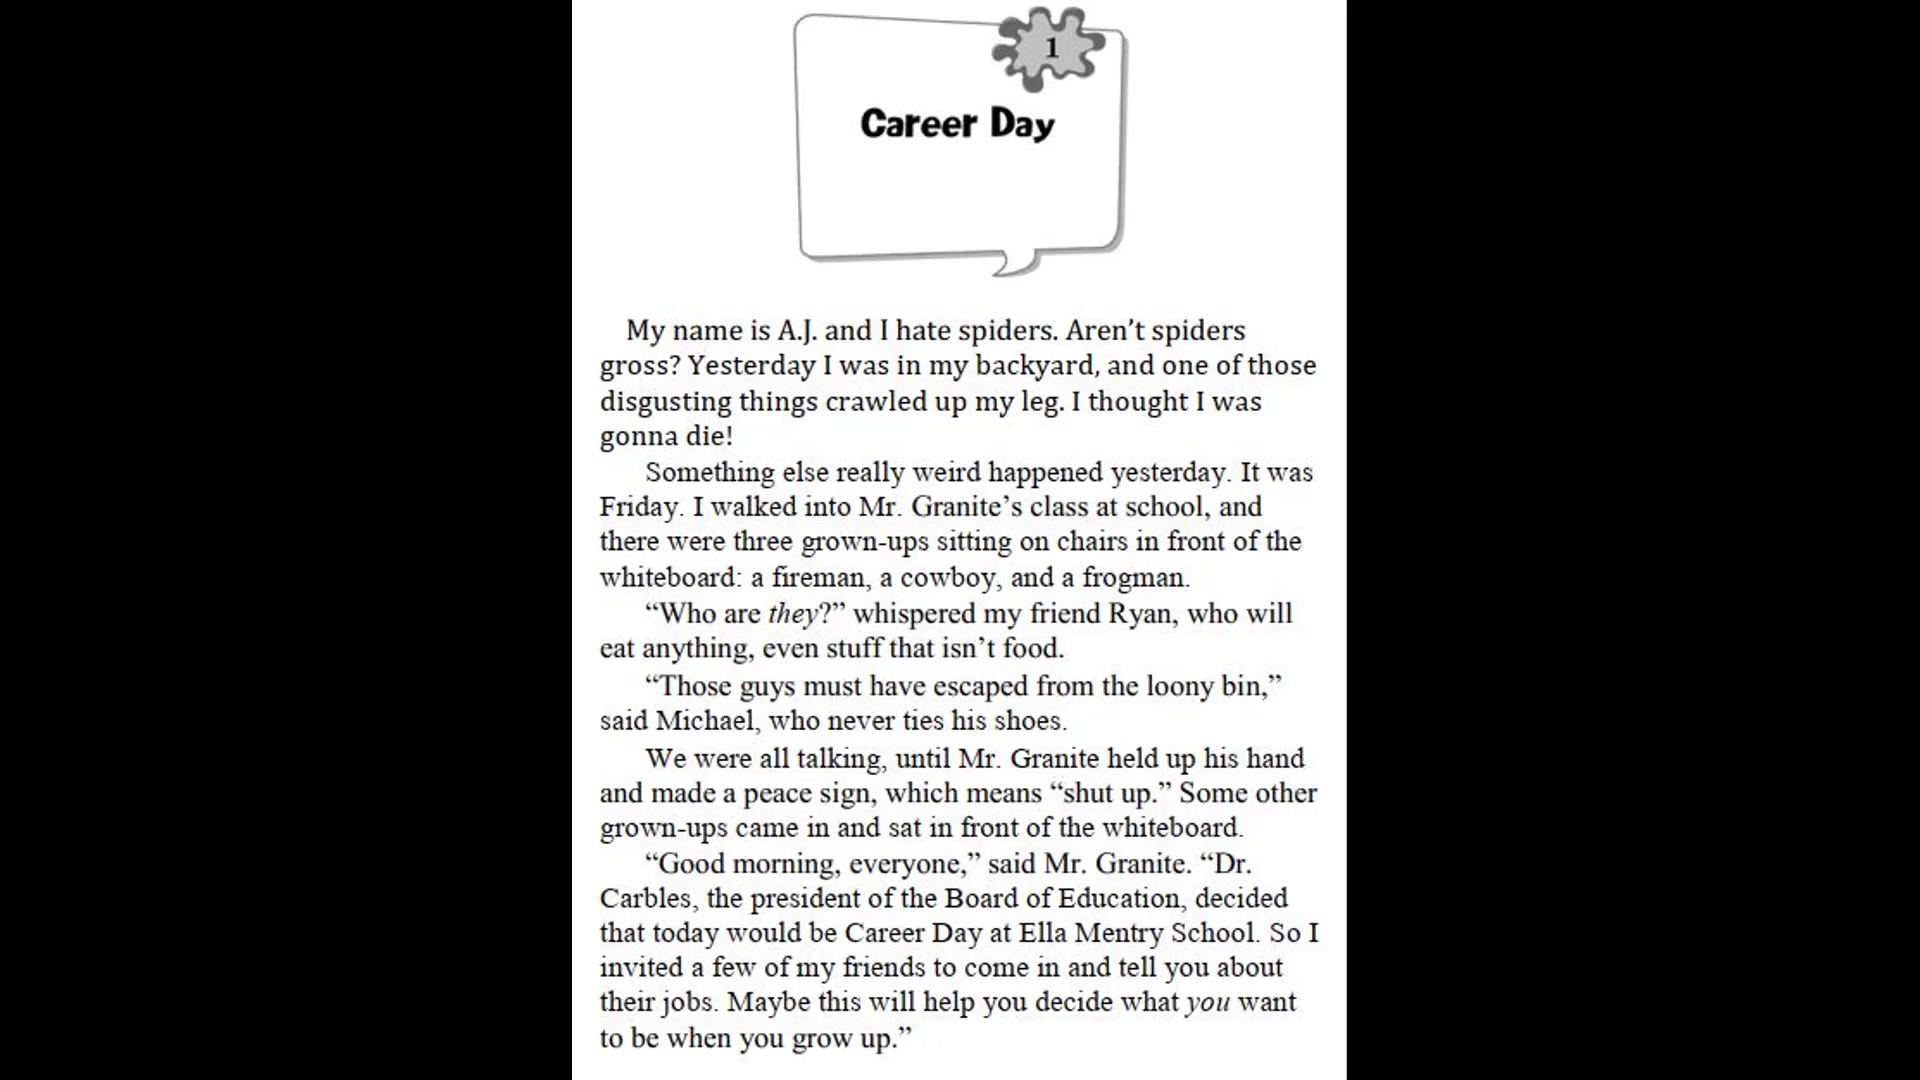 1
Career Day
My name is A.J. and I hate spiders. Aren’t spiders
gross? Yesterday I was in my backyard, and one of those
disgusting things crawled up my leg. I thought I was
gonna die!
Something else really weird happened yesterday. It was
Friday. I walked into Mr. Granite’s class at school, and
there were three grown-ups sitting on chairs in front of the
whiteboard: a fireman, a cowboy, and a frogman.
“Who are they?” whispered my friend Ryan, who will
eat anything, even stuff that isn’t food.
“Those guys must have escaped from the loony bin,”
said Michael, who never ties his shoes.
We were all talking, until Mr. Granite held up his hand
and made a peace sign, which means “shut up.” Some other
grown-ups came in and sat in front of the whiteboard.
“Good morning, everyone,” said Mr. Granite. “Dr.
Carbles, the president of the Board of Education, decided
that today would be Career Day at Ella Mentry School. So I
invited a few of my friends to come in and tell you about
their jobs. Maybe this will help you decide what you want
to be when you grow up.”